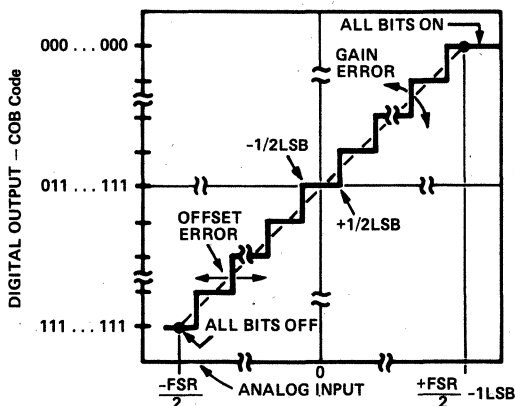 ALL BITS ON
000 ... 000
GAIN
ERROR
-1/2LSB
011 ... 111
+1/2LSB
OFFSET
ERROR
DIGITAL OUTPUT – COB Code
111 ... 111
ALL BITS OFF
-FSR
2
ANALOG INPUT
0
+FSR
2
-1LSB